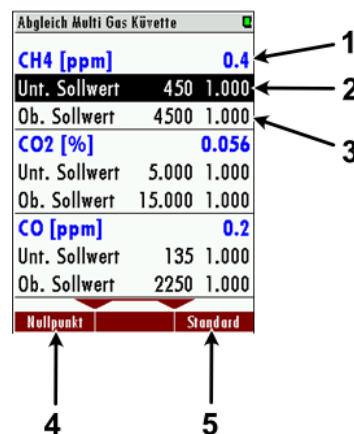 Abgleich Multi Gas Küvette
CH4 [ppm] 0.4
Unt. Sollwert 450 1.000
Ob. Sollwert 4500 1.000
CO2 [%] 0.056
Unt. Sollwert 5.000 1.000
Ob. Sollwert 15.000 1.000
CO [ppm] 0.2
Unt. Sollwert 135 1.000
Ob. Sollwert 2250 1.000
Nullpunkt Standard
1
2
3
4
5